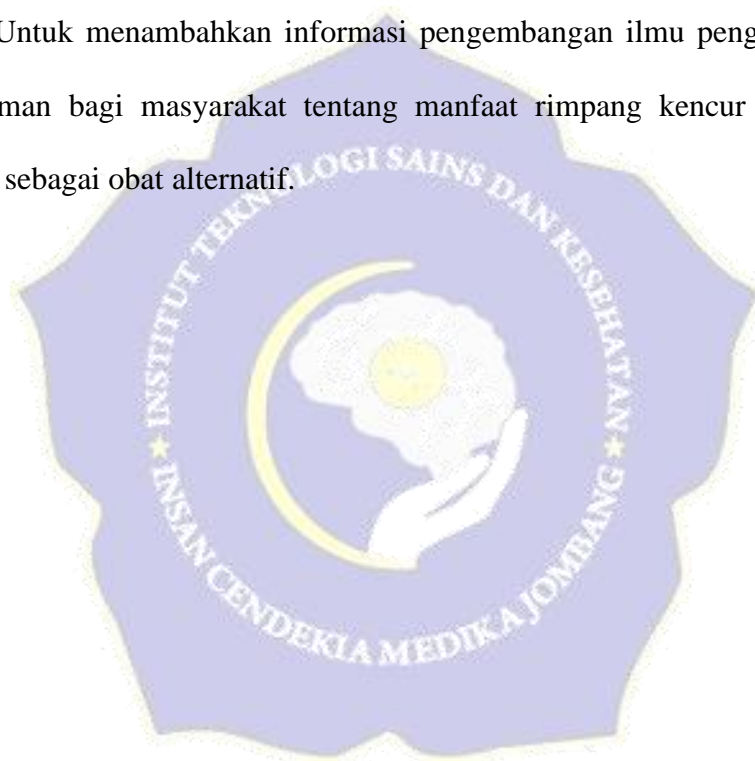 Untuk menambahkan informasi pengembangan ilmu peng
man bagi masyarakat tentang manfaat rimpang kencur
sebagai obat alternatif.
INSTITUT TEKNOLOGI SAINS DAN KESEHATAN
INSAN CENDEKIA MEDIKA JOMBANG